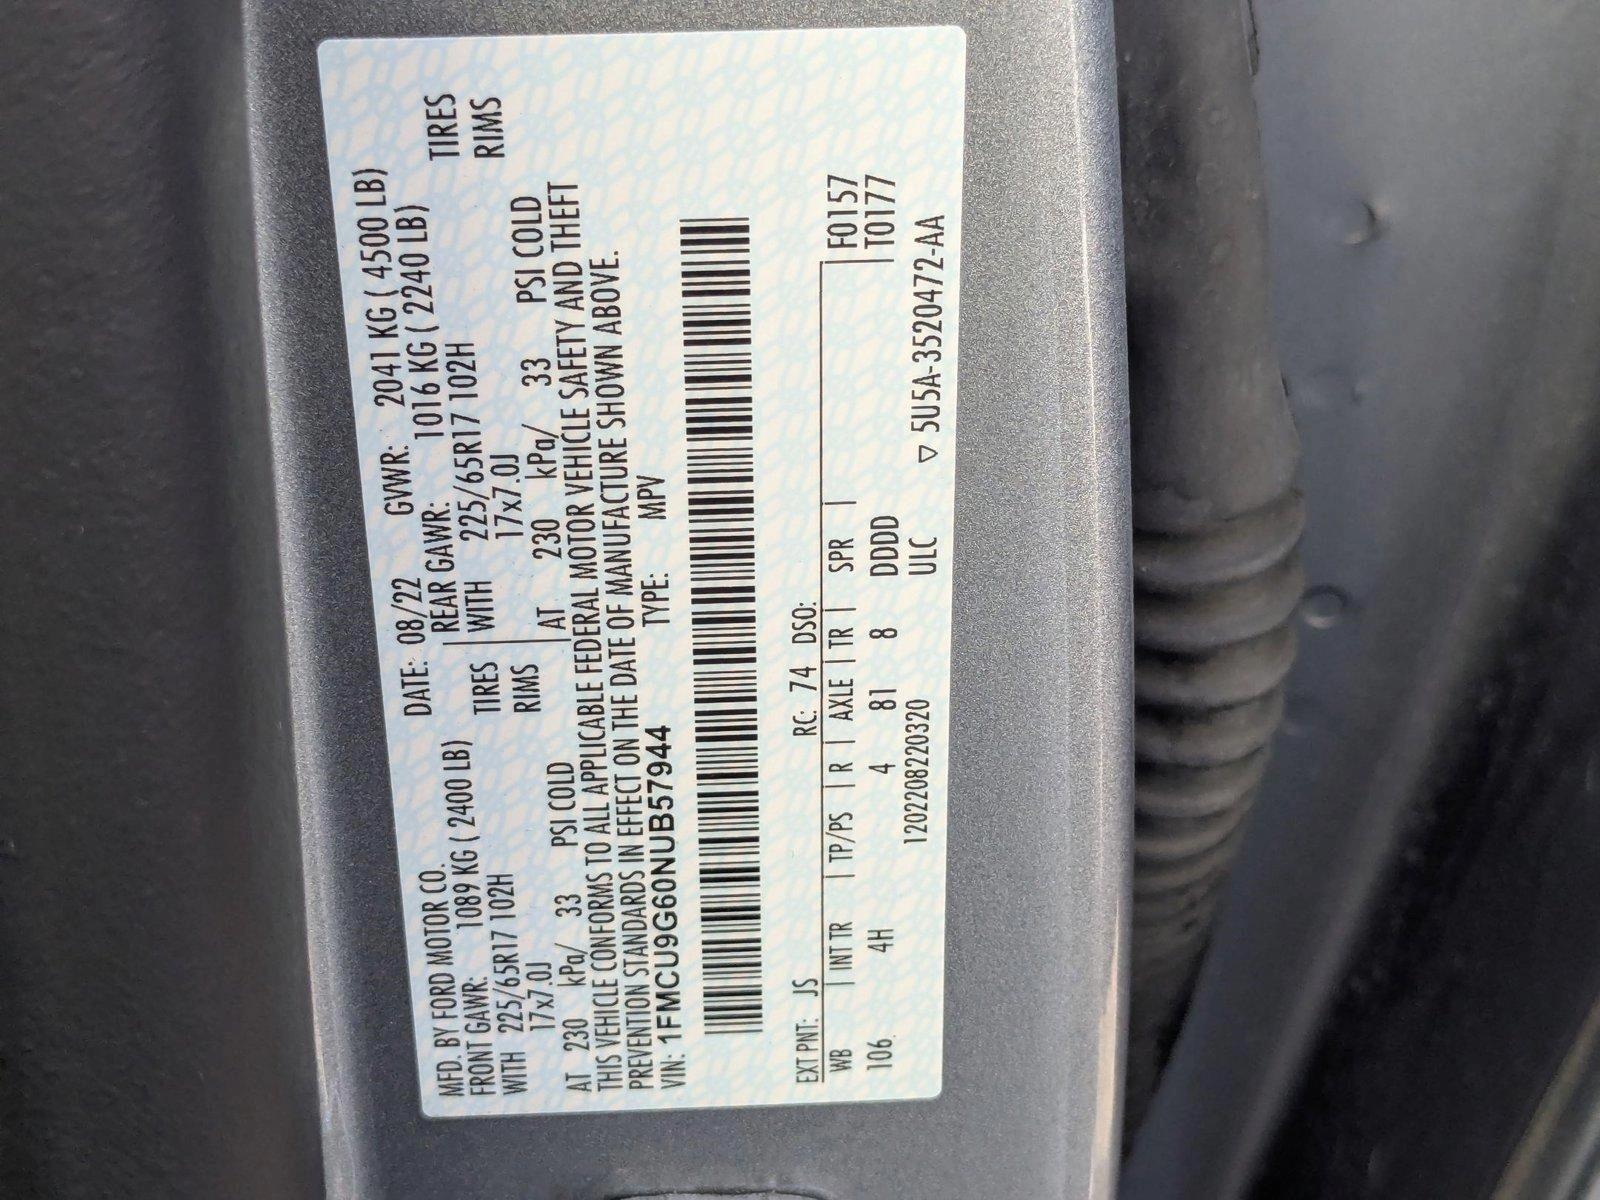 MFD. BY FORD MOTOR CO.
DATE: 08/22 GVWR: 2041 KG ( 4500 LB)
FRONT GAWR: 1089 KG ( 2400 LB) REAR GAWR: 1016 KG ( 2240 LB)
WITH 225/65R17 102H TIRES WITH 225/65R17 102H TIRES
17x7.0J RIMS 17x7.0J RIMS
AT 230 kPa/ 33 PSI COLD AT 230 kPa/ 33 PSI COLD
THIS VEHICLE CONFORMS TO ALL APPLICABLE FEDERAL MOTOR VEHICLE SAFETY AND THEFT
PREVENTION STANDARDS IN EFFECT ON THE DATE OF MANUFACTURE SHOWN ABOVE.
VIN: 1FMCU9G60NUB57944 TYPE: MPV
EXT PNT: JS RC: 74 DSO: F0157
WB | INT TR | TP/PS | R | AXLE | TR | SPR | T0177
106 4H 4 81 8 DDDD
120220822​0320 ULC ▽ 5U5A-3520472-AA